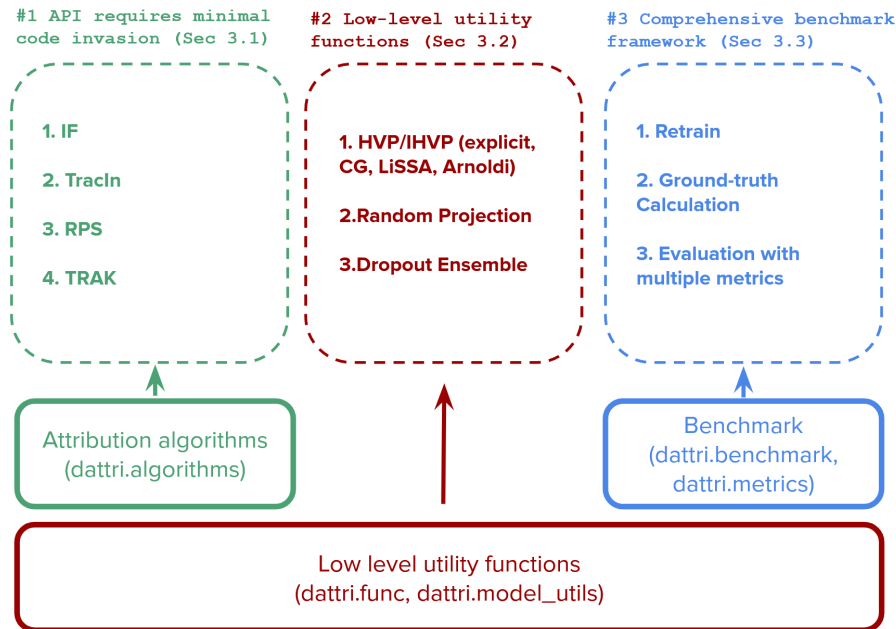 #1 API requires minimal
code invasion (Sec 3.1)
1. IF
2. TracIn
3. RPS
4. TRAK
Attribution algorithms
(dattri.algorithms)
#2 Low-level utility
functions (Sec 3.2)
1. HVP/IHVP (explicit,
CG, LiSSA, Arnoldi)
2.Random Projection
3.Dropout Ensemble
#3 Comprehensive benchmark
framework (Sec 3.3)
1. Retrain
2. Ground-truth
Calculation
3. Evaluation with
multiple metrics
Benchmark
(dattri.benchmark,
dattri.metrics)
Low level utility functions
(dattri.func, dattri.model_utils)